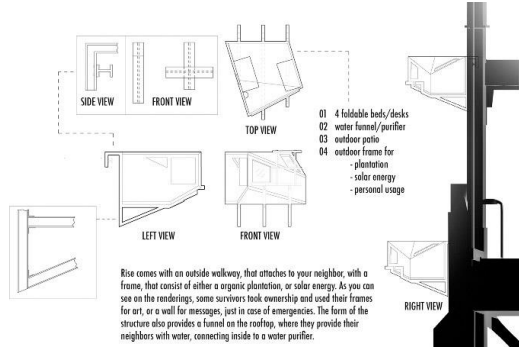 SIDE VIEW
FRONT VIEW
TOP VIEW
01 4 foldable beds/desks
02 water funnel/purifier
03 outdoor patio
04 outdoor frame for
- plantation
- solar energy
- personal usage
LEFT VIEW
FRONT VIEW
RIGHT VIEW
Rise comes with an outside walkway, that attaches to your neighbor, with a
frame, that consist of either a organic plantation, or solar energy. As you can
see on the renderings, some survivors took ownership and used their frames
for art, or a wall for messages, just in case of emergencies. The form of the
structure also provides a funnel on the rooftop, where they provide their
neighbors with water, connecting inside to a water purifier.